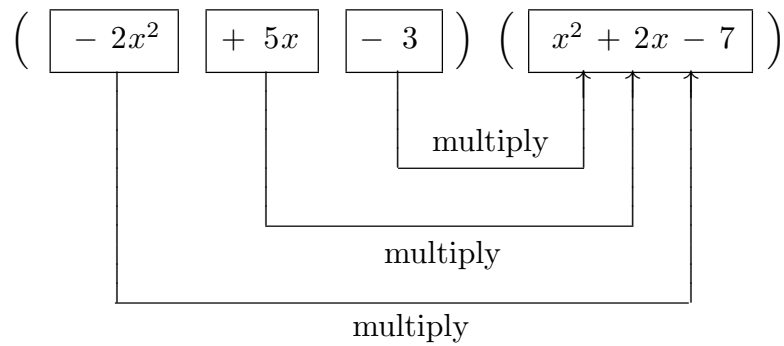 ( − 2x² + 5x − 3 ) ( x² + 2x − 7 )
multiply
multiply
multiply